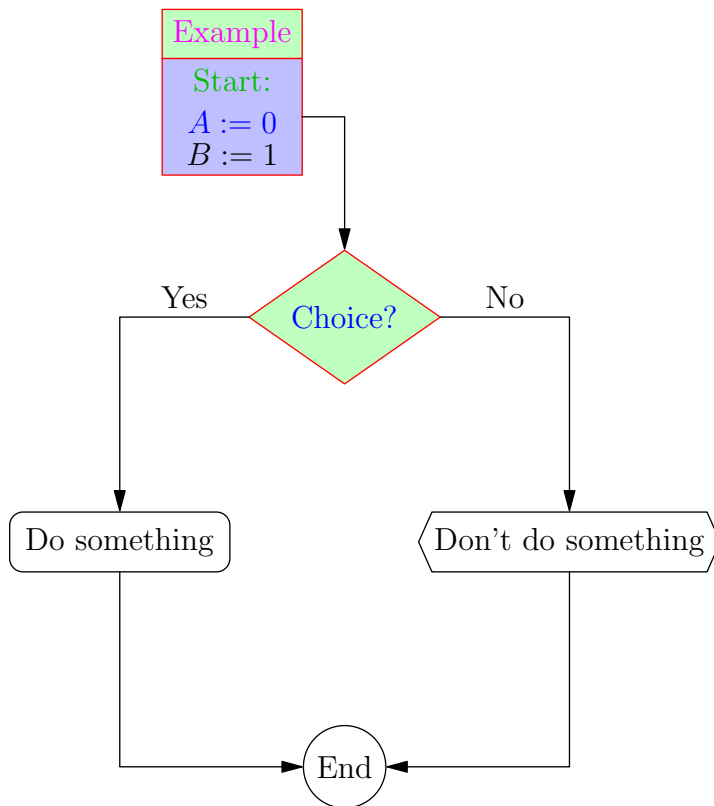 Example
Start:
A := 0
B := 1
Yes
No
Choice?
Do something
Don't do something
End